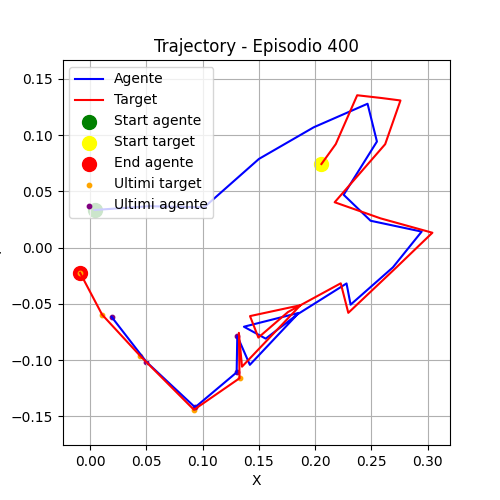 Trajectory - Episodio 400
Agente
Target
Start agente
Start target
End agente
Ultimi target
Ultimi agente
0.15
0.10
0.05
0.00
−0.05
−0.10
−0.15
0.00 0.05 0.10 0.15 0.20 0.25 0.30
X